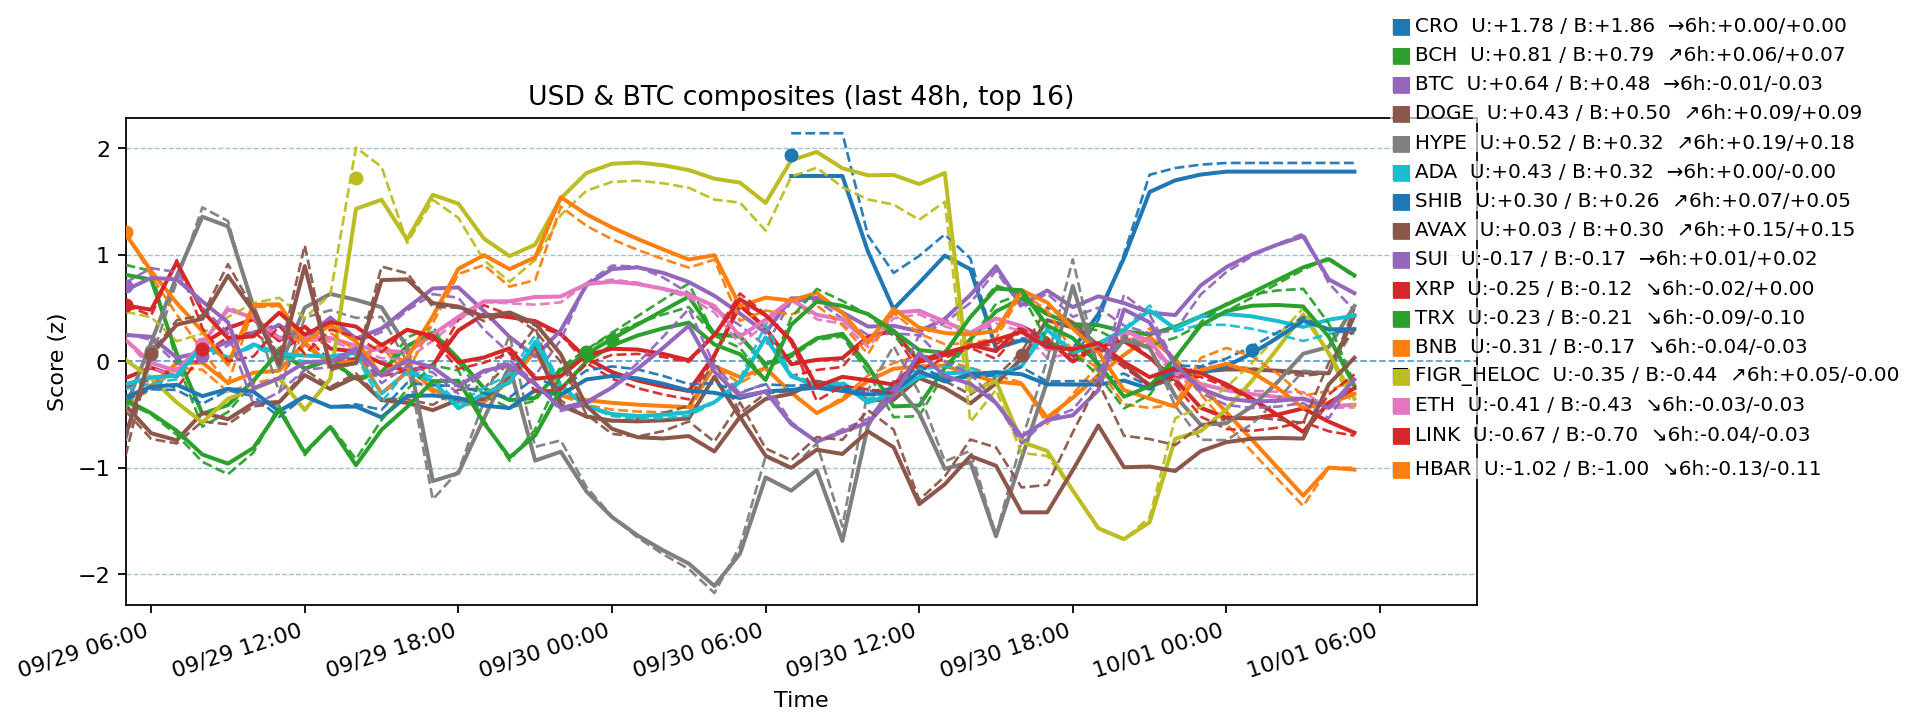 USD & BTC composites (last 48h, top 16)
CRO U:+1.78 / B:+1.86 →6h:+0.00/+0.00
BCH U:+0.81 / B:+0.79 ↗6h:+0.06/+0.07
BTC U:+0.64 / B:+0.48 →6h:-0.01/-0.03
DOGE U:+0.43 / B:+0.50 ↗6h:+0.09/+0.09
HYPE U:+0.52 / B:+0.32 ↗6h:+0.19/+0.18
ADA U:+0.43 / B:+0.32 →6h:+0.00/-0.00
SHIB U:+0.30 / B:+0.26 ↗6h:+0.07/+0.05
AVAX U:+0.03 / B:+0.30 ↗6h:+0.15/+0.15
SUI U:-0.17 / B:-0.17 →6h:+0.01/+0.02
XRP U:-0.25 / B:-0.12 ↘6h:-0.02/+0.00
TRX U:-0.23 / B:-0.21 ↘6h:-0.09/-0.10
BNB U:-0.31 / B:-0.17 ↘6h:-0.04/-0.03
FIGR_HELOC U:-0.35 / B:-0.44 ↗6h:+0.05/-0.00
ETH U:-0.41 / B:-0.43 ↘6h:-0.03/-0.03
LINK U:-0.67 / B:-0.70 ↘6h:-0.04/-0.03
HBAR U:-1.02 / B:-1.00 ↘6h:-0.13/-0.11
Score (z)
2
1
0
−1
−2
09/29 06:00
09/29 12:00
09/29 18:00
09/30 00:00
09/30 06:00
09/30 12:00
09/30 18:00
10/01 00:00
10/01 06:00
Time